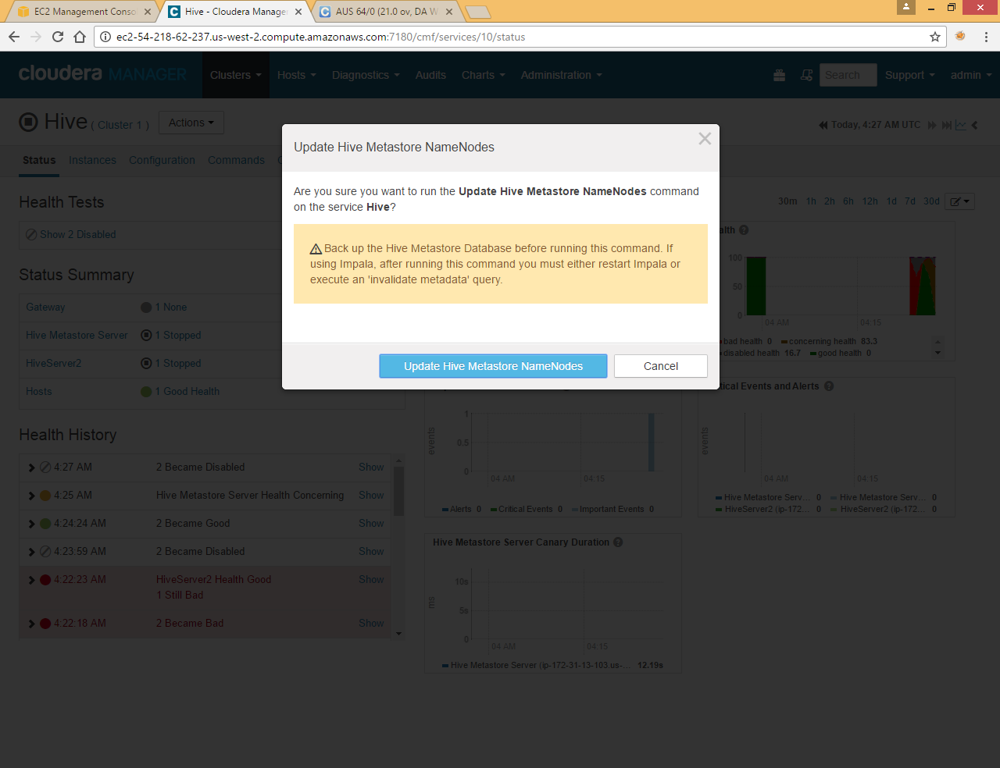 EC2 Management Conso
Hive - Cloudera Manager
AUS 64/0 (21.0 ov, DA W
ec2-54-218-62-237.us-west-2.compute.amazonaws.com:7180/cmf/services/10/status
cloudera MANAGER
Clusters
Hosts
Diagnostics
Audits
Charts
Administration
Search
Support
admin
Hive ( Cluster 1 )
Actions
Today, 4:27 AM UTC
Status
Instances
Configuration
Commands
Update Hive Metastore NameNodes
Are you sure you want to run the Update Hive Metastore NameNodes command
on the service Hive?
Back up the Hive Metastore Database before running this command. If
using Impala, after running this command you must either restart Impala or
execute an 'invalidate metadata' query.
Update Hive Metastore NameNodes
Cancel
Health Tests
Show 2 Disabled
30m 1h 2h 6h 12h 1d 7d 30d
Status Summary
Gateway 1 None
Hive Metastore Server 1 Stopped
HiveServer2 1 Stopped
Hosts 1 Good Health
Health History
4:27 AM 2 Became Disabled Show
4:25 AM Hive Metastore Server Health Concerning Show
4:24:24 AM 2 Became Good Show
4:23:59 AM 2 Became Disabled Show
4:22:23 AM HiveServer2 Health Good Show
1 Still Bad
4:22:18 AM 2 Became Bad Show
alth
100
50
0
04 AM 04:15
bad health 0 concerning health 83.3
disabled health 16.7 good health 0
events
1
0.5
0
04 AM 04:15
Alerts 0 Critical Events 0 Important Events 0
tical Events and Alerts
events
04 AM 04:15
Hive Metastore Serv... 0 Hive Metastore Serv... 0
HiveServer2 (ip-172... 0 HiveServer2 (ip-172... 0
Hive Metastore Server Canary Duration
ms
10s
5s
0
04 AM 04:15
Hive Metastore Server (ip-172-31-13-103.us-... 12.19s